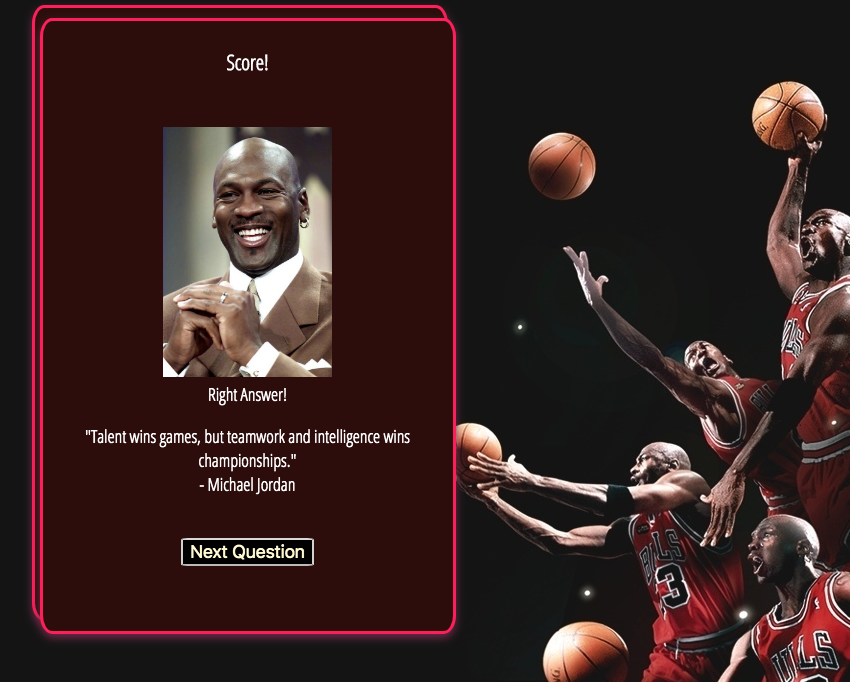 Score!
Right Answer!
"Talent wins games, but teamwork and intelligence wins
championships."
- Michael Jordan
Next Question